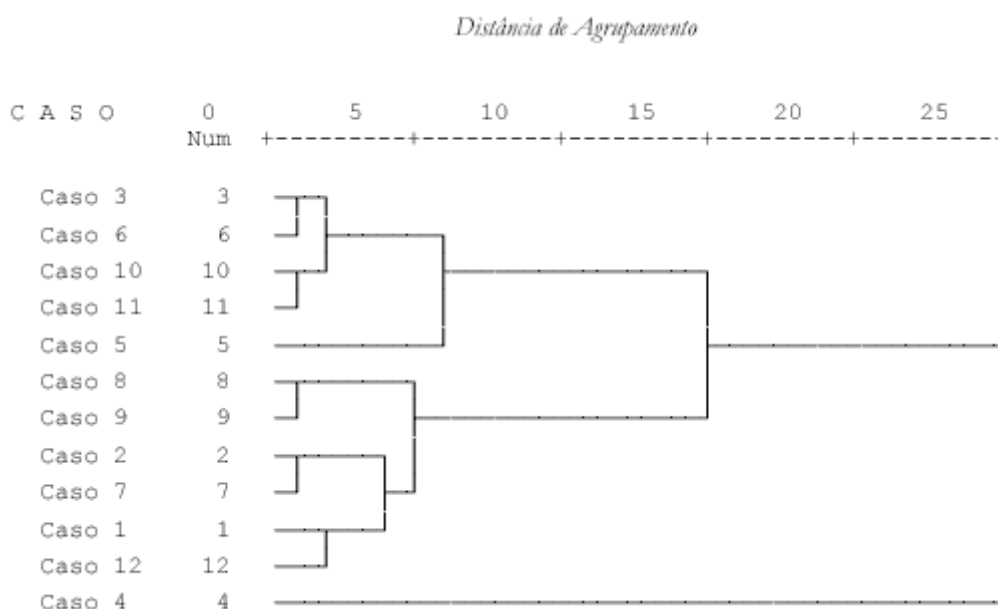 Distância de Agrupamento
C A S O 0 5 10 15 20 25
Num +---------+---------+---------+---------+---------
Caso 3 3
Caso 6 6
Caso 10 10
Caso 11 11
Caso 5 5
Caso 8 8
Caso 9 9
Caso 2 2
Caso 7 7
Caso 1 1
Caso 12 12
Caso 4 4